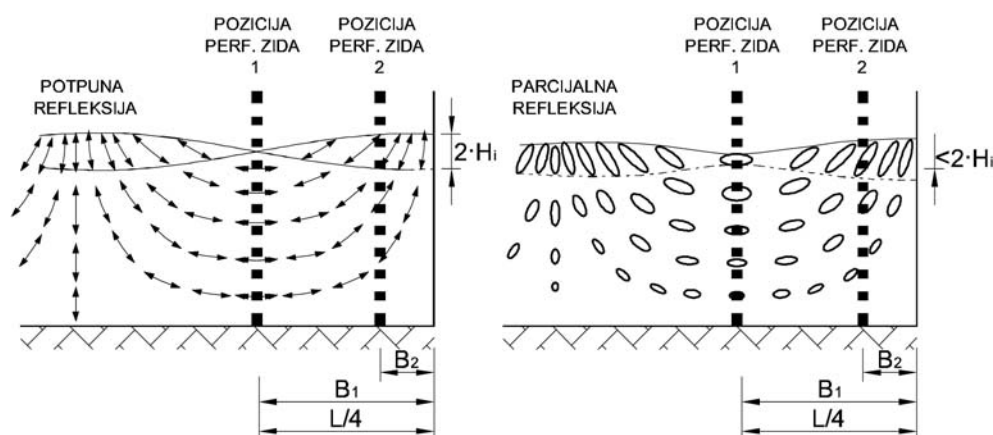 POZICIJA
PERF. ZIDA
1
POZICIJA
PERF. ZIDA
2
POTPUNA
REFLEKSIJA
2·Hi
B2
B1
L/4
POZICIJA
PERF. ZIDA
1
POZICIJA
PERF. ZIDA
2
PARCIJALNA
REFLEKSIJA
<2·Hi
B2
B1
L/4